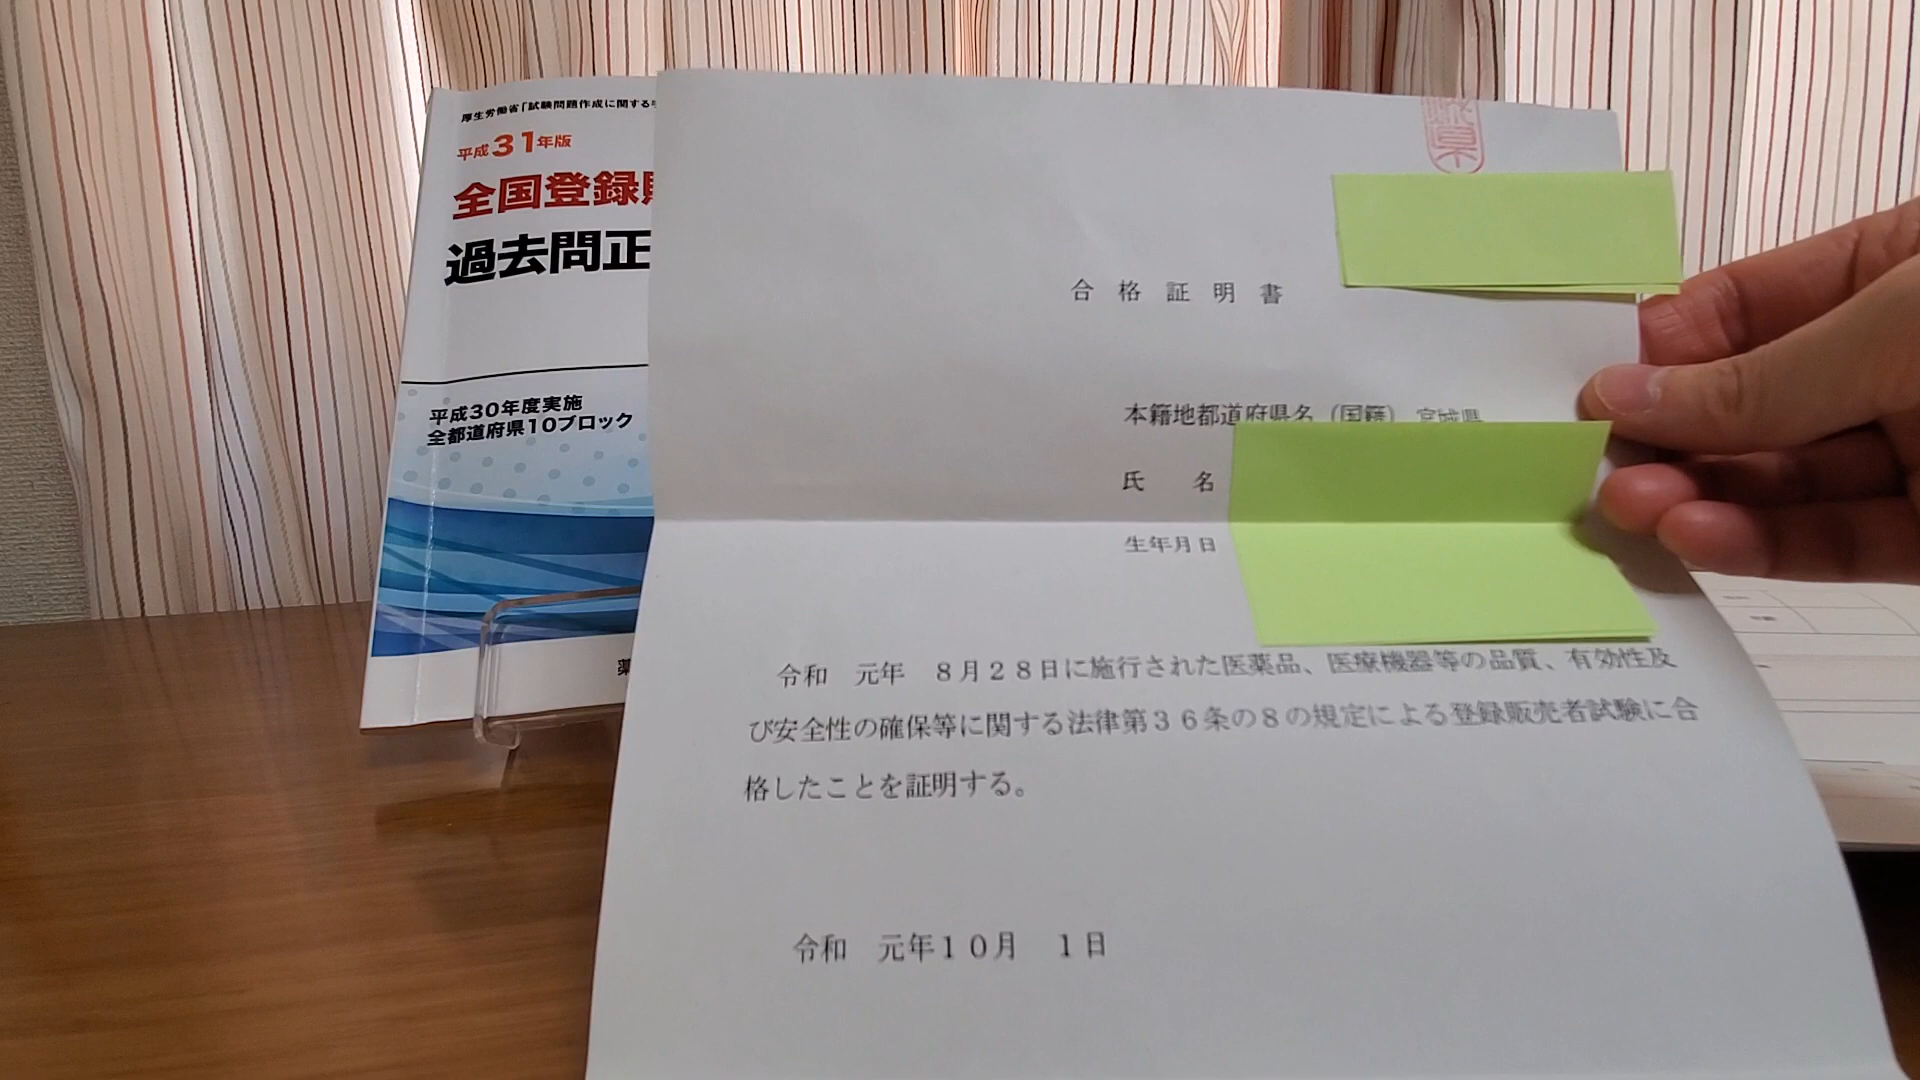 厚生労働省「試験問題作成に関する
平成31年版
全国登録
過去問正
平成30年度実施
全都道府県10ブロック
薬
合格証明書
本籍地都道府県名（国籍） 宮城県
氏　　名
生年月日
令和　元年　８月２８日に施行された医薬品、医療機器等の品質、有効性及
び安全性の確保等に関する法律第３６条の８の規定による登録販売者試験に合
格したことを証明する。
令和　元年１０月　１日